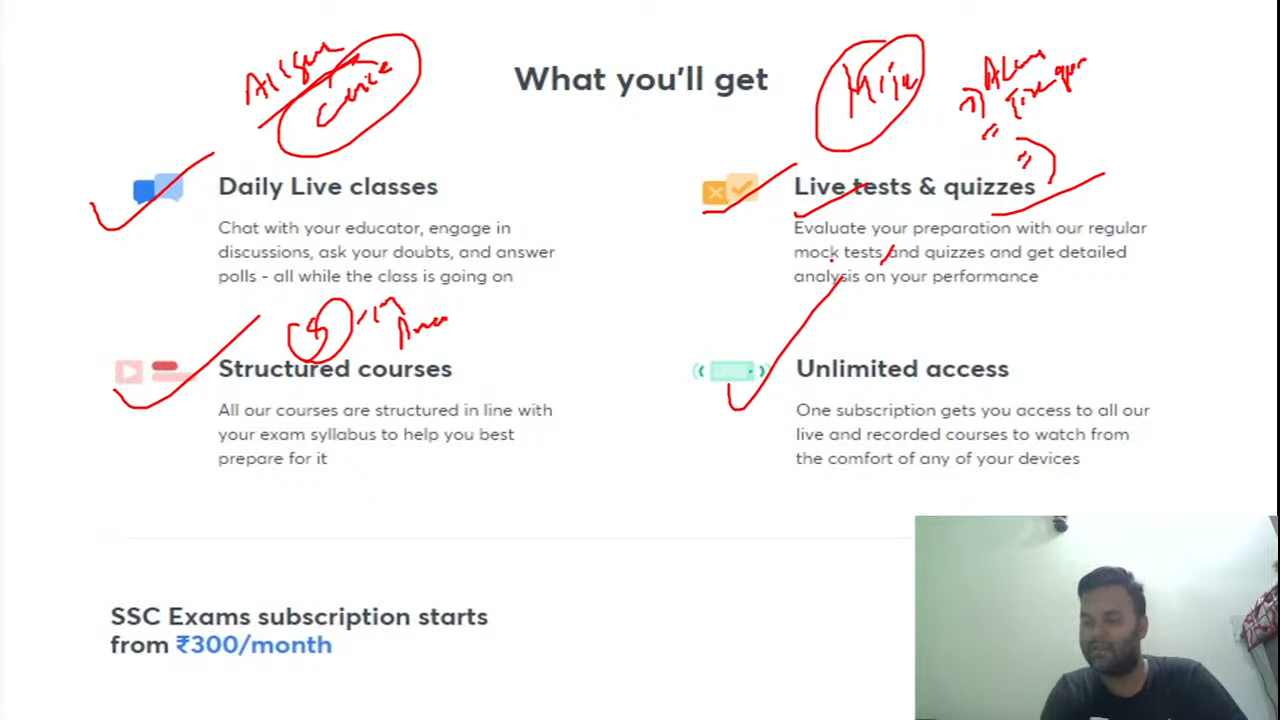 What you'll get
Daily Live classes
Chat with your educator, engage in
discussions, ask your doubts, and answer
polls - all while the class is going on
Live tests & quizzes
Evaluate your preparation with our regular
mock tests and quizzes and get detailed
analysis on your performance
Structured courses
All our courses are structured in line with
your exam syllabus to help you best
prepare for it
Unlimited access
One subscription gets you access to all our
live and recorded courses to watch from
the comfort of any of your devices
SSC Exams subscription starts
from ₹300/month